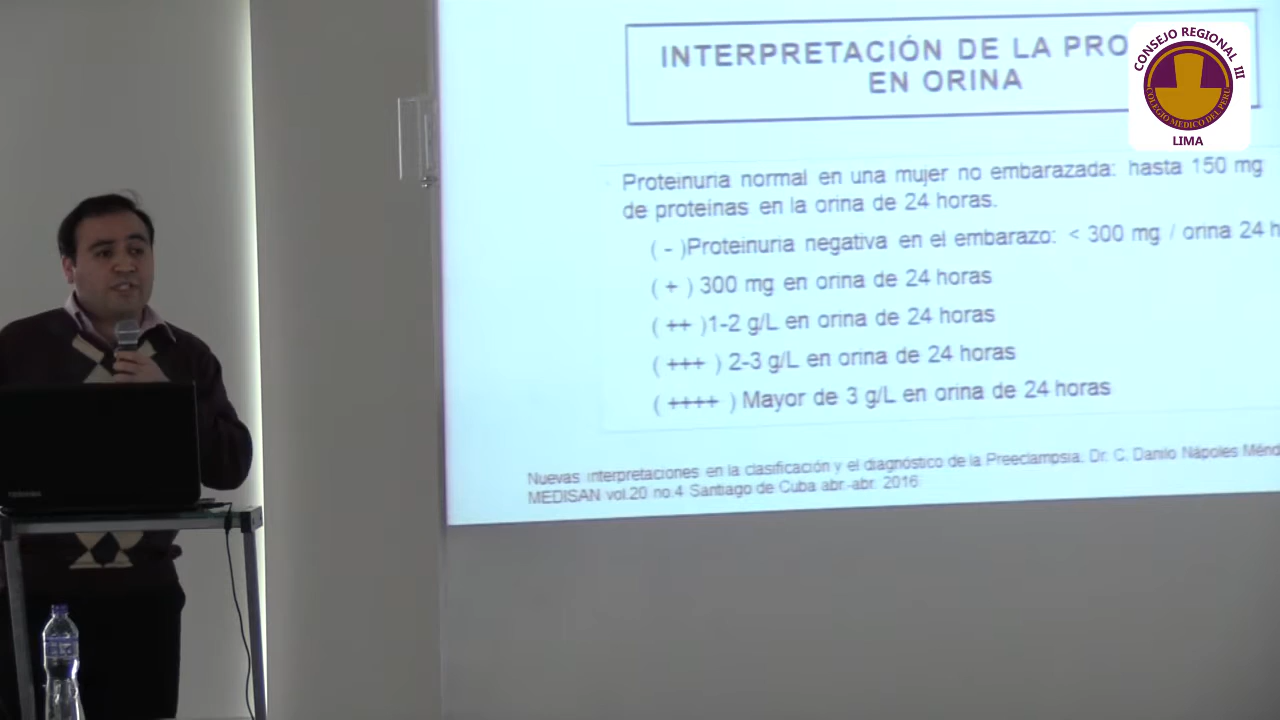 INTERPRETACIÓN DE LA PRO
EN ORINA
CONSEJO REGIONAL III
COLEGIO MEDICO DEL PERU
LIMA
Proteinuria normal en una mujer no embarazada: hasta 150 mg
de proteinas en la orina de 24 horas.
( - )Proteinuria negativa en el embarazo: < 300 mg / orina 24 h
( + ) 300 mg en orina de 24 horas
( ++ )1-2 g/L en orina de 24 horas
( +++ ) 2-3 g/L en orina de 24 horas
( ++++ ) Mayor de 3 g/L en orina de 24 horas
Nuevas interpretaciones en la clasificación y el diagnóstico de la Preeclampsia. Dr. C. Danilo Nápoles Ménd
MEDISAN vol.20 no.4 Santiago de Cuba abr.-abr. 2016
TOSHIBA